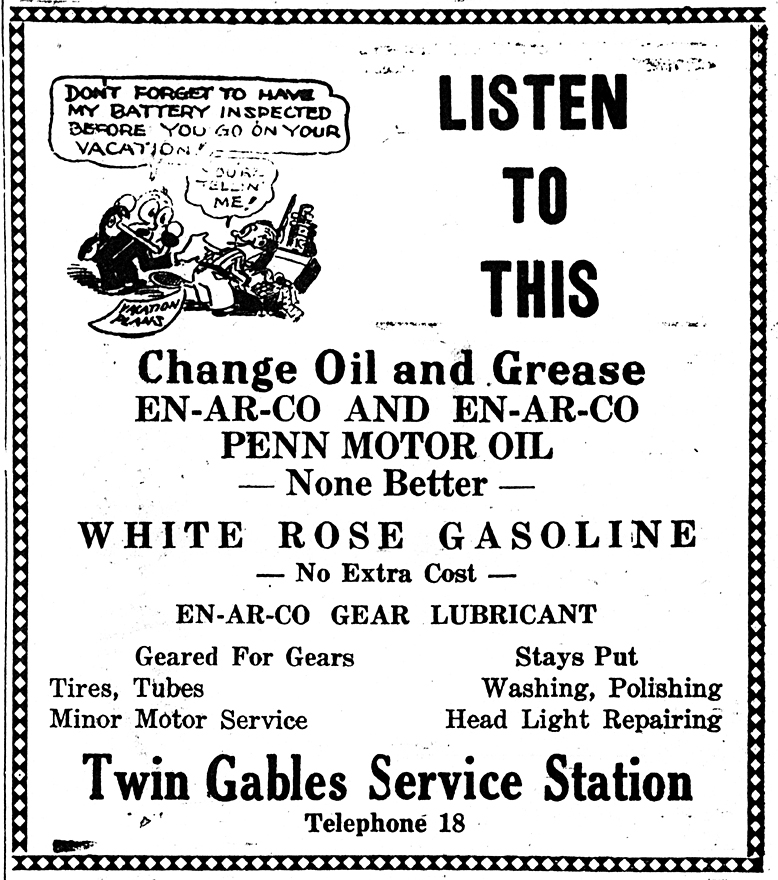 DON'T FORGET TO HAVE
MY BATTERY INSPECTED
BEFORE YOU GO ON YOUR
VACATION!
YOU'RE
TELLIN'
ME!
VACATION
PLANS
LISTEN
TO
THIS
Change Oil and Grease
EN-AR-CO AND EN-AR-CO
PENN MOTOR OIL
— None Better —
WHITE ROSE GASOLINE
— No Extra Cost —
EN-AR-CO GEAR LUBRICANT
Geared For Gears Stays Put
Tires, Tubes Washing, Polishing
Minor Motor Service Head Light Repairing
Twin Gables Service Station
Telephone 18